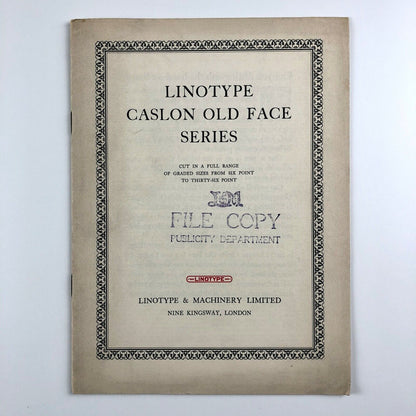 LINOTYPE
CASLON OLD FACE
SERIES
CUT IN A FULL RANGE
OF GRADED SIZES FROM SIX POINT
TO THIRTY-SIX POINT
FILE COPY
PUBLICITY DEPARTMENT
LINOTYPE
LINOTYPE & MACHINERY LIMITED
NINE KINGSWAY, LONDON